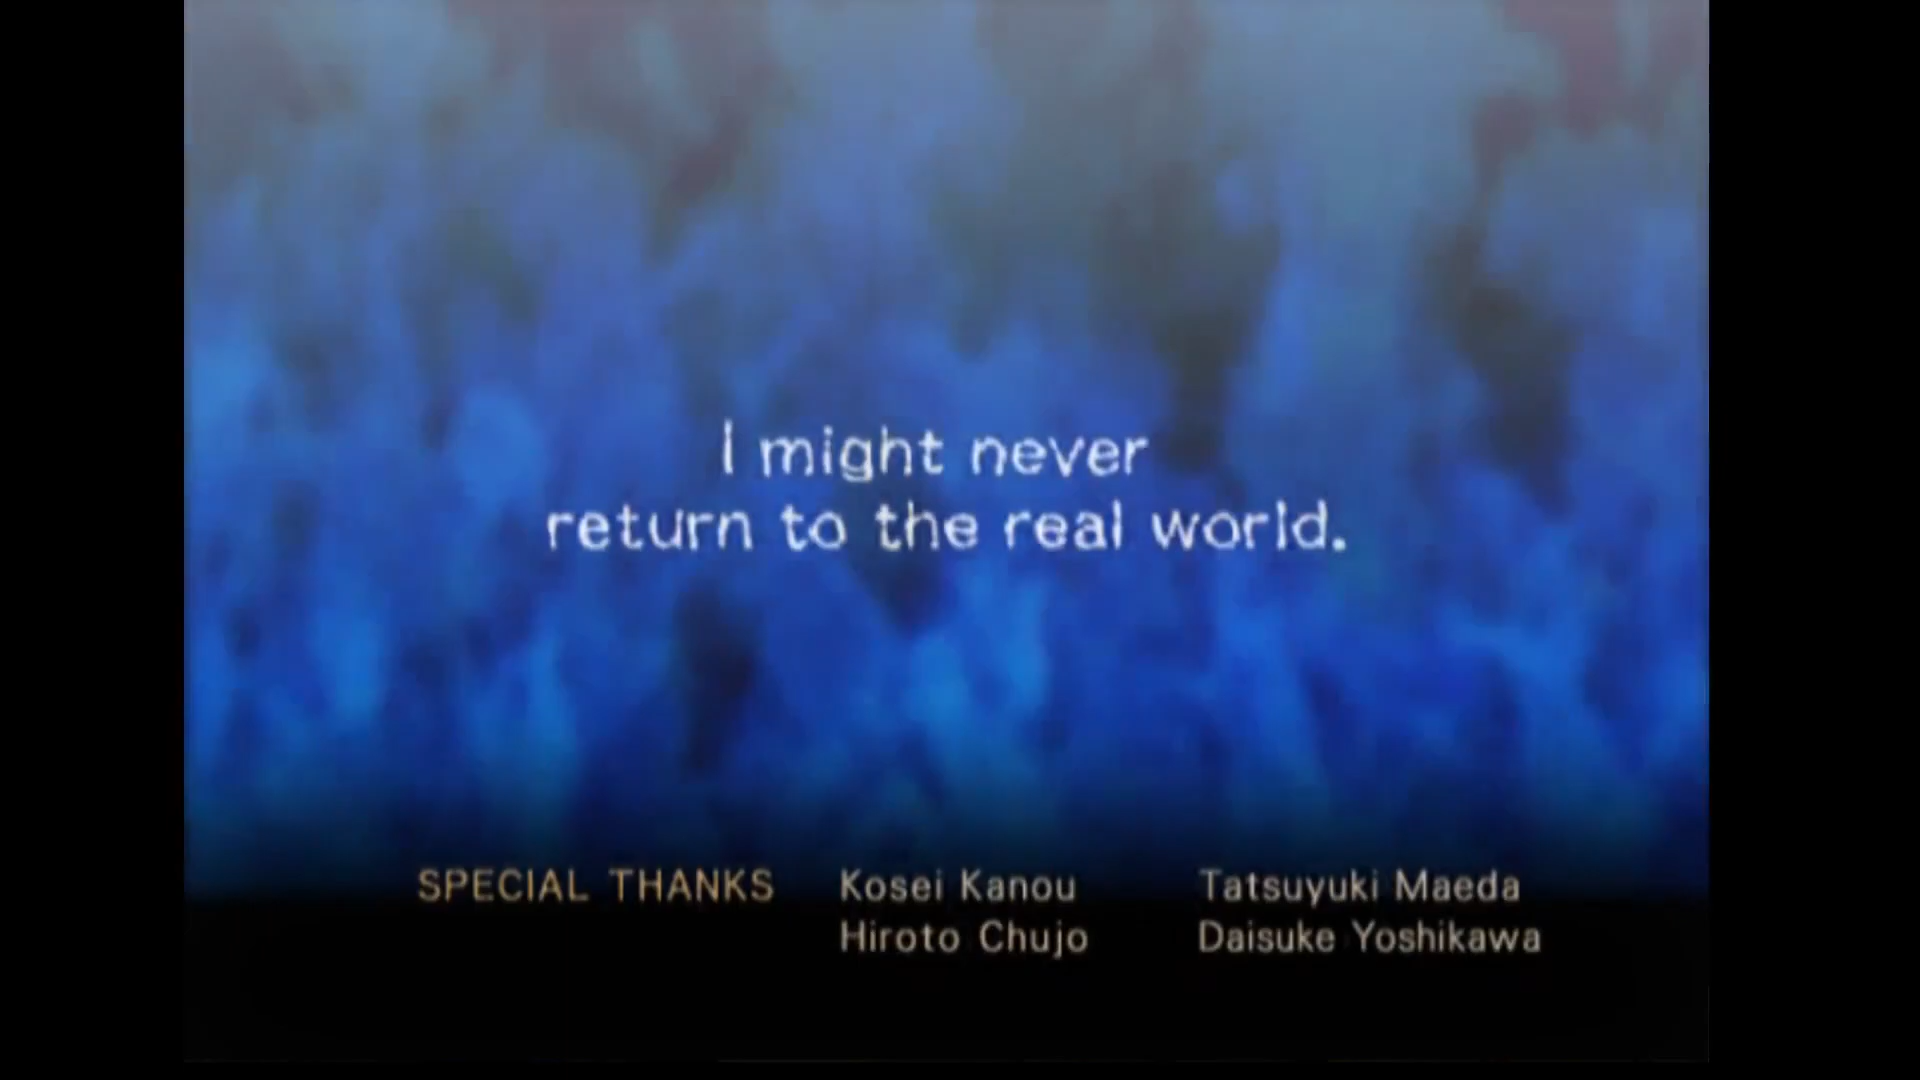 I might never
return to the real world.
SPECIAL THANKS Kosei Kanou Tatsuyuki Maeda
Hiroto Chujo Daisuke Yoshikawa